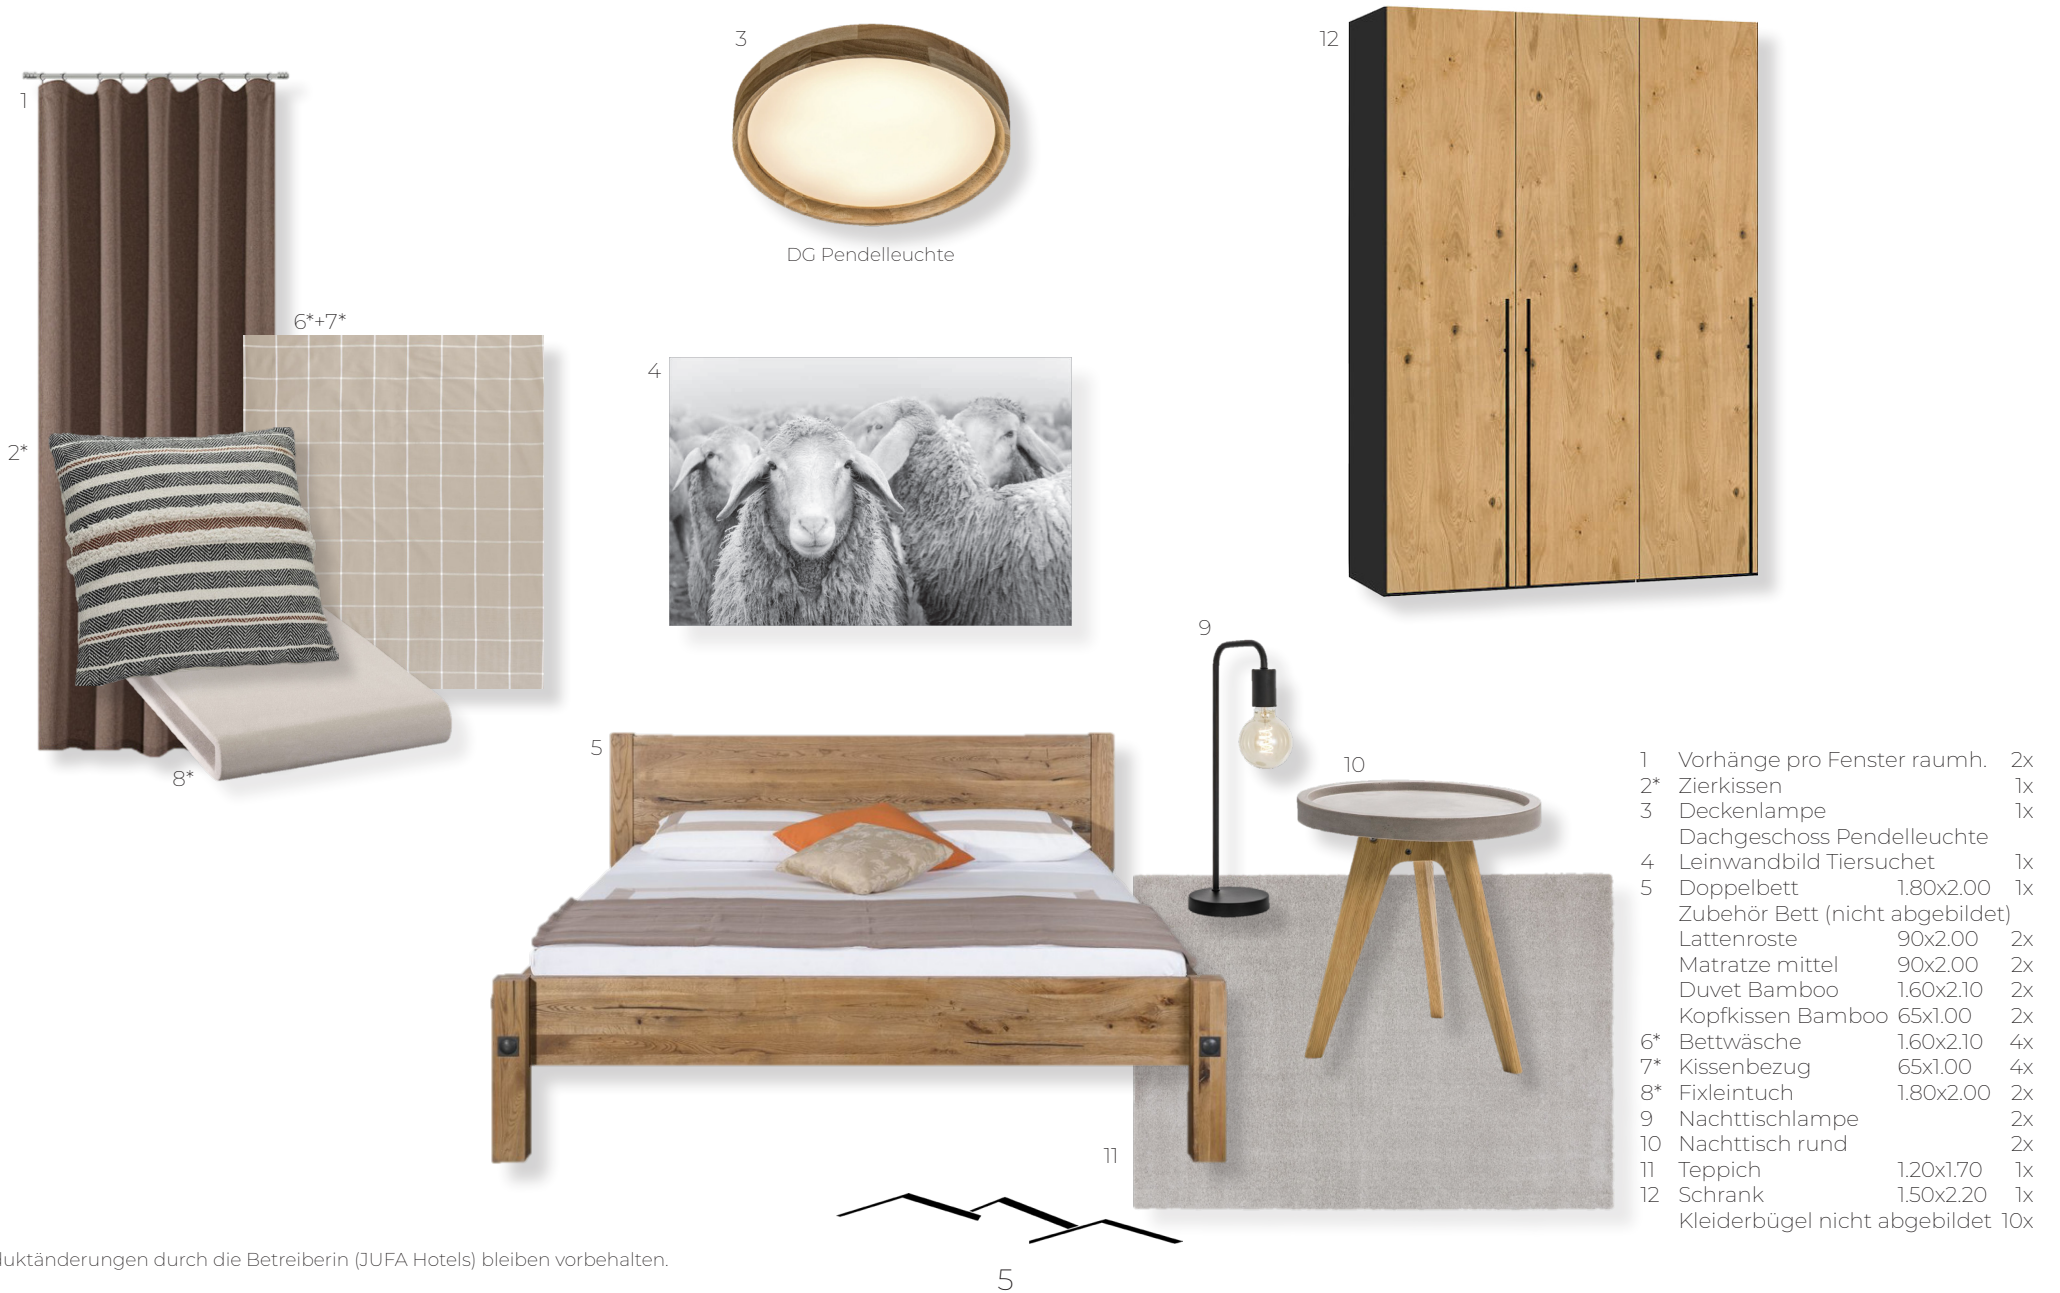 3
12
1
DG Pendelleuchte
6*+7*
4
2*
9
5
10
8*
11
1 Vorhänge pro Fenster raumh. 2x
2* Zierkissen 1x
3 Deckenlampe 1x
Dachgeschoss Pendelleuchte
4 Leinwandbild Tiersuchet 1x
5 Doppelbett 1.80x2.00 1x
Zubehör Bett (nicht abgebildet)
Lattenroste 90x2.00 2x
Matratze mittel 90x2.00 2x
Duvet Bamboo 1.60x2.10 2x
Kopfkissen Bamboo 65x1.00 2x
6* Bettwäsche 1.60x2.10 4x
7* Kissenbezug 65x1.00 4x
8* Fixleintuch 1.80x2.00 2x
9 Nachttischlampe 2x
10 Nachttisch rund 2x
11 Teppich 1.20x1.70 1x
12 Schrank 1.50x2.20 1x
Kleiderbügel nicht abgebildet 10x
duktänderungen durch die Betreiberin (JUFA Hotels) bleiben vorbehalten.
5